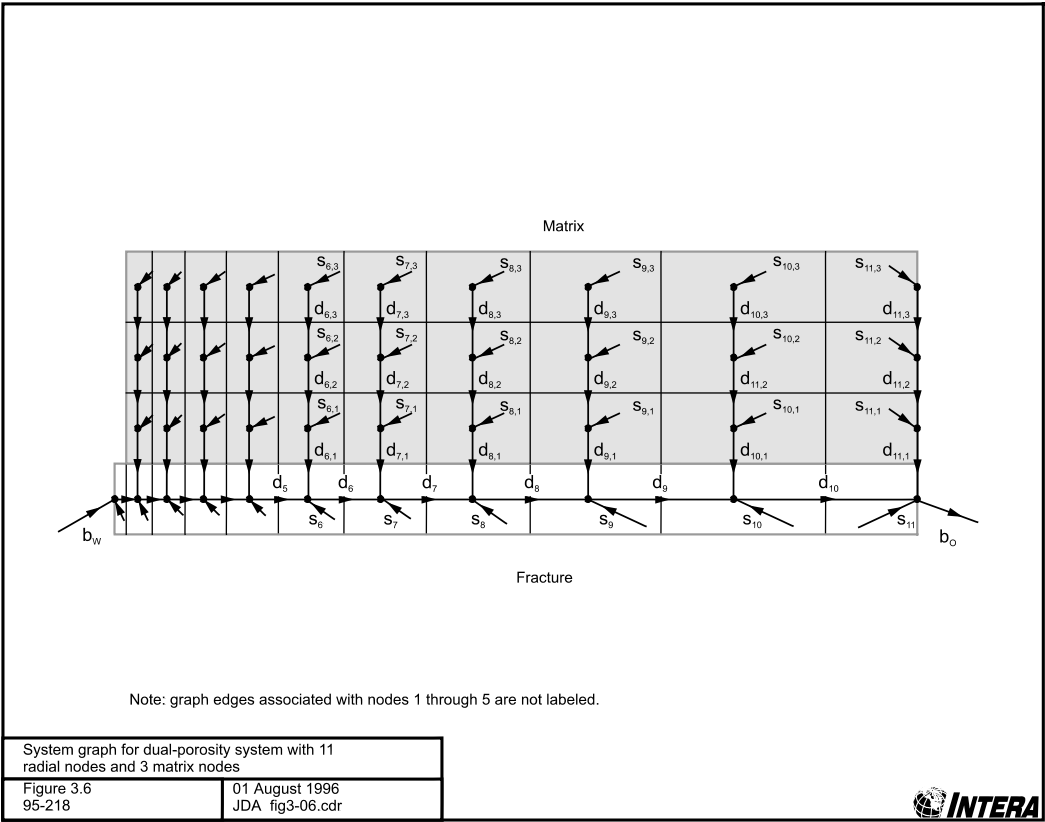 Matrix
s6,3 s7,3 s8,3 s9,3 s10,3 s11,3
d6,3 d7,3 d8,3 d9,3 d10,3 d11,3
s6,2 s7,2 s8,2 s9,2 s10,2 s11,2
d6,2 d7,2 d8,2 d9,2 d11,2 d11,2
s6,1 s7,1 s8,1 s9,1 s10,1 s11,1
d6,1 d7,1 d8,1 d9,1 d10,1 d11,1
d5 d6 d7 d8 d9 d10
s6 s7 s8 s9 s10 s11
bW bO
Fracture
Note: graph edges associated with nodes 1 through 5 are not labeled.
System graph for dual-porosity system with 11
radial nodes and 3 matrix nodes
Figure 3.6
95-218
01 August 1996
JDA fig3-06.cdr
INTERA